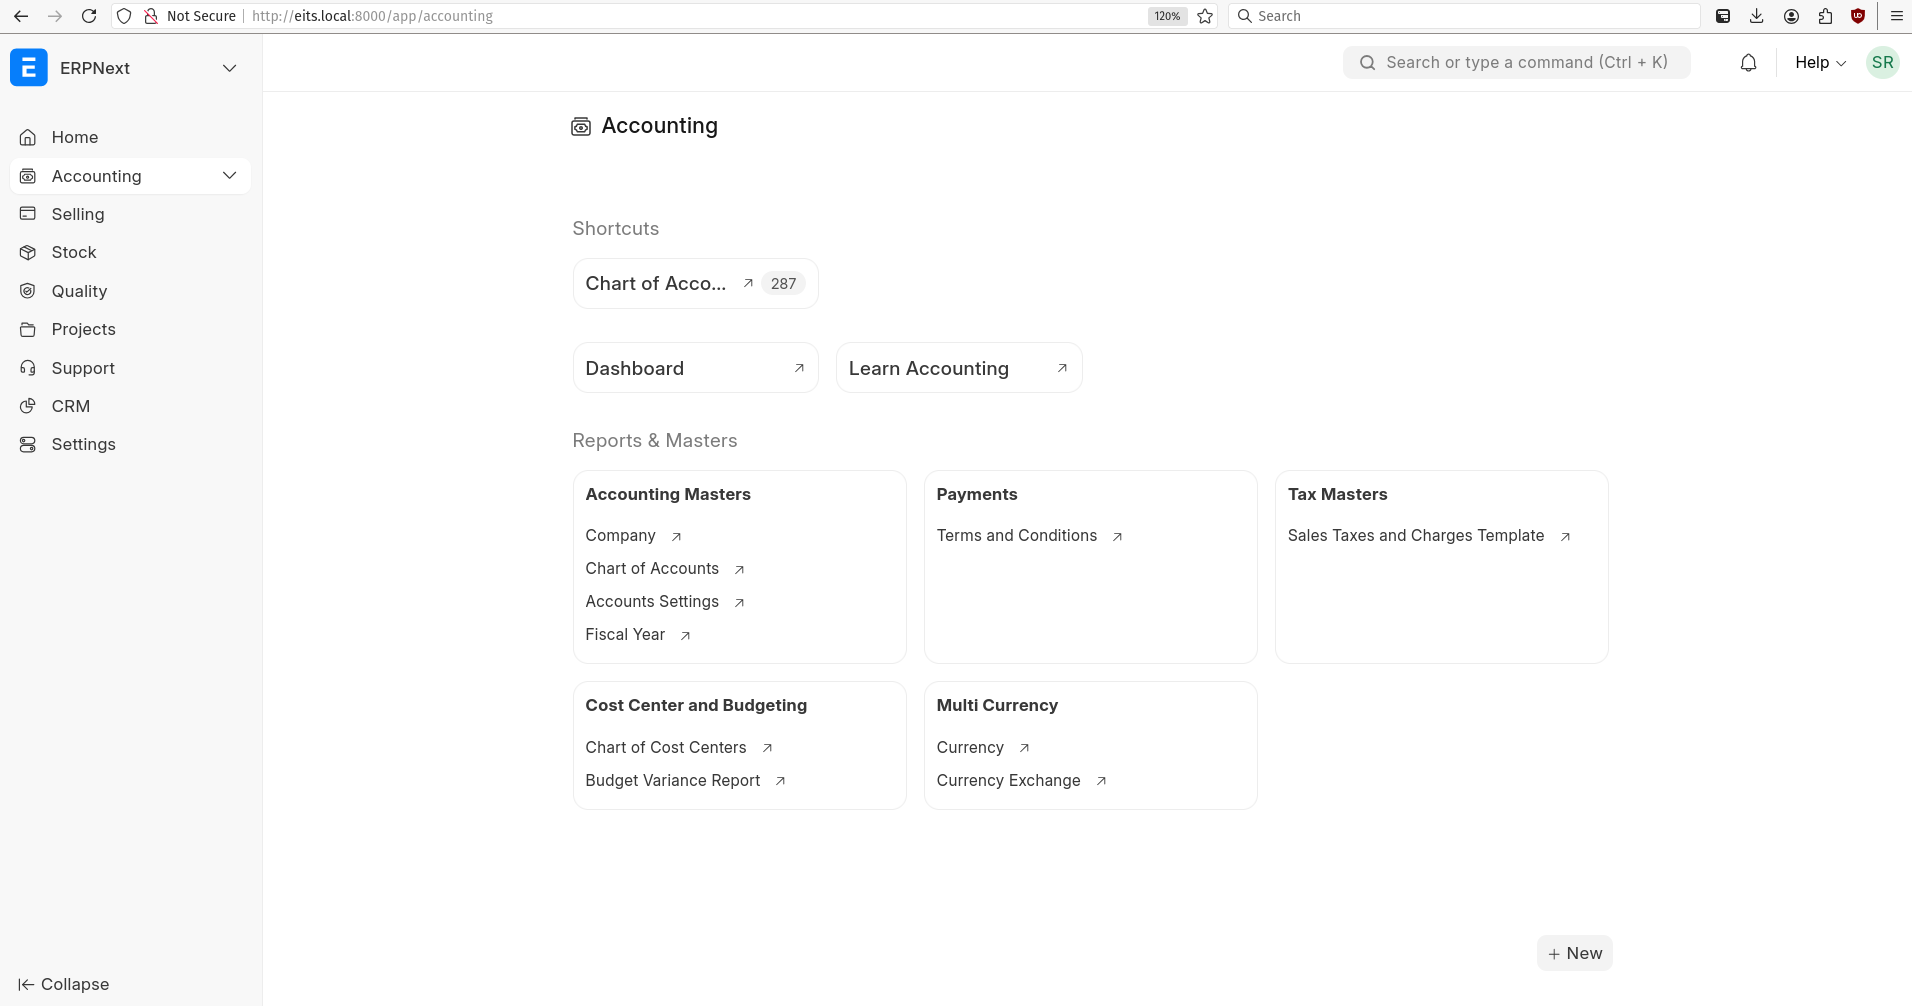 Not Secure http://eits.local:8000/app/accounting 120% Search
E ERPNext
Search or type a command (Ctrl + K) Help SR
Home
Accounting
Selling
Stock
Quality
Projects
Support
CRM
Settings
Collapse
Accounting
Shortcuts
Chart of Acco... 287
Dashboard Learn Accounting
Reports & Masters
Accounting Masters
Company
Chart of Accounts
Accounts Settings
Fiscal Year
Payments
Terms and Conditions
Tax Masters
Sales Taxes and Charges Template
Cost Center and Budgeting
Chart of Cost Centers
Budget Variance Report
Multi Currency
Currency
Currency Exchange
+ New